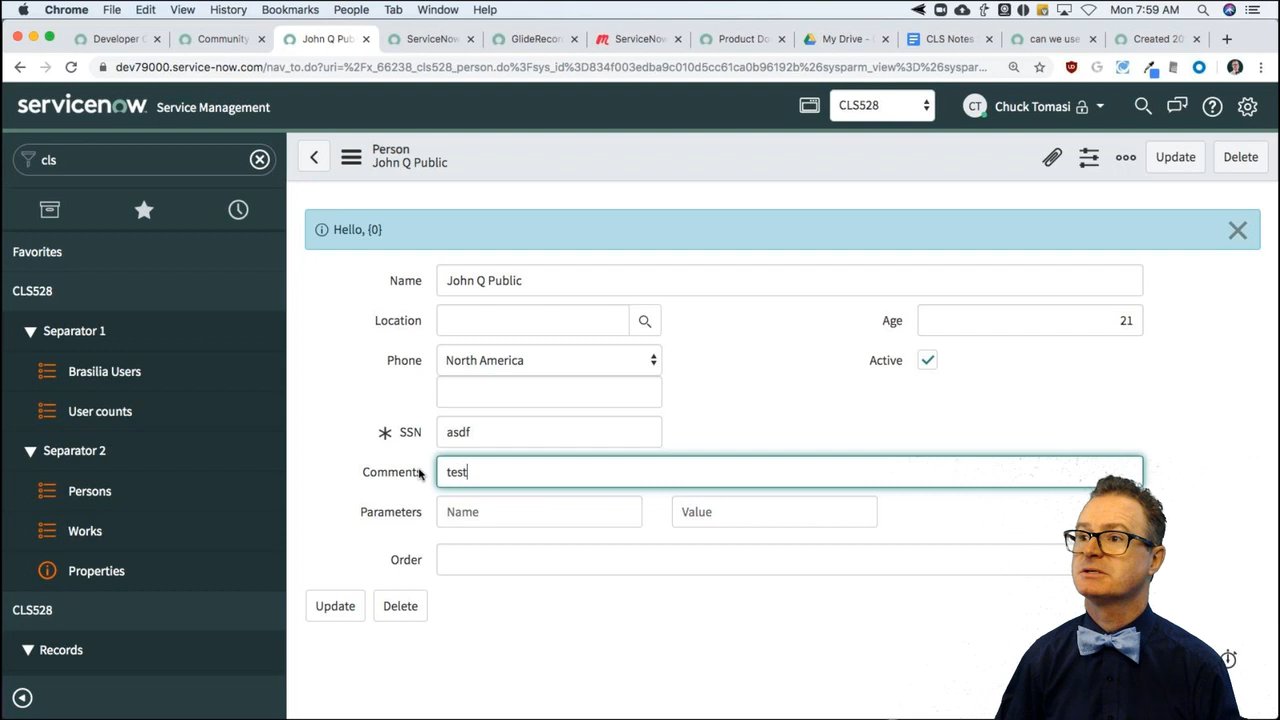 Chrome File Edit View History Bookmarks People Tab Window Help Mon 7:59 AM
Developer C Community John Q Pub ServiceNow GlideRecor ServiceNow Product Do My Drive - CLS Notes can we use Created 20
dev79000.service-now.com/nav_to.do?uri=%2Fx_66238_cls528_person.do%3Fsys_id%3D834f003edba9c010d5cc61ca0b96192b%26sysparm_view%3D%26syspar...
servicenow Service Management CLS528 CT Chuck Tomasi
cls
Person
John Q Public
Update Delete
Hello, {0}
Favorites
CLS528
Separator 1
Brasilia Users
User counts
Separator 2
Persons
Works
Properties
CLS528
Records
Name John Q Public
Location Age 21
Phone North America Active
SSN asdf
Comments test
Parameters Name Value
Order
Update Delete